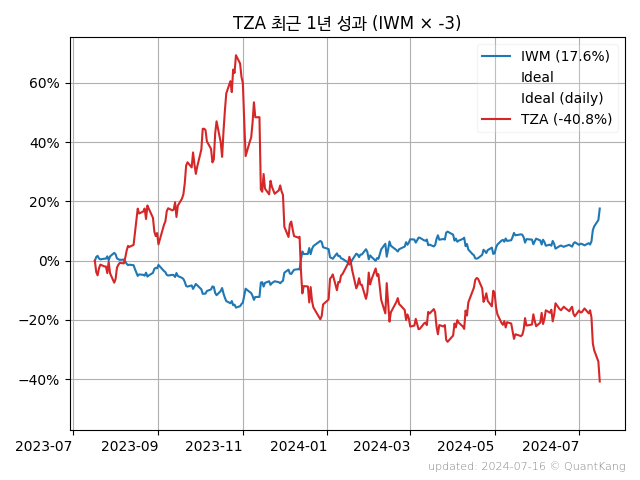 TZA 최근 1년 성과 (IWM × -3)
IWM (17.6%)
Ideal
Ideal (daily)
TZA (-40.8%)
60%
40%
20%
0%
−20%
−40%
2023-07 2023-09 2023-11 2024-01 2024-03 2024-05 2024-07
updated: 2024-07-16 © QuantKang